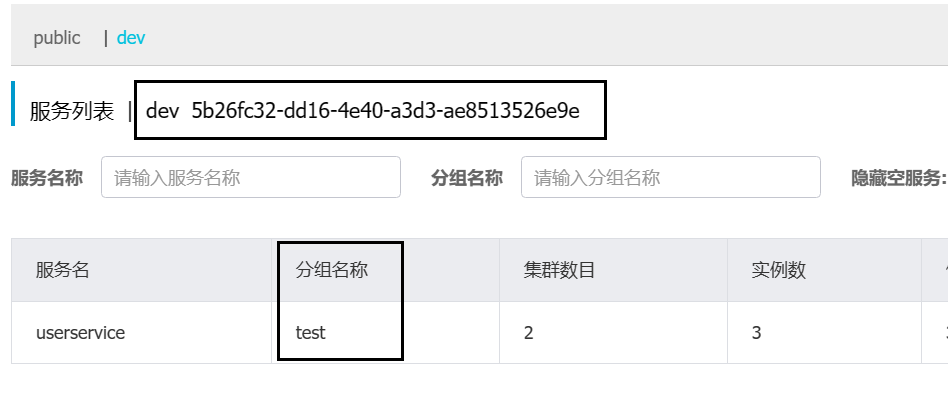 public | dev
服务列表 | dev 5b26fc32-dd16-4e40-a3d3-ae8513526e9e
服务名称 请输入服务名称 分组名称 请输入分组名称 隐藏空服务:
服务名 分组名称 集群数目 实例数
userservice test 2 3